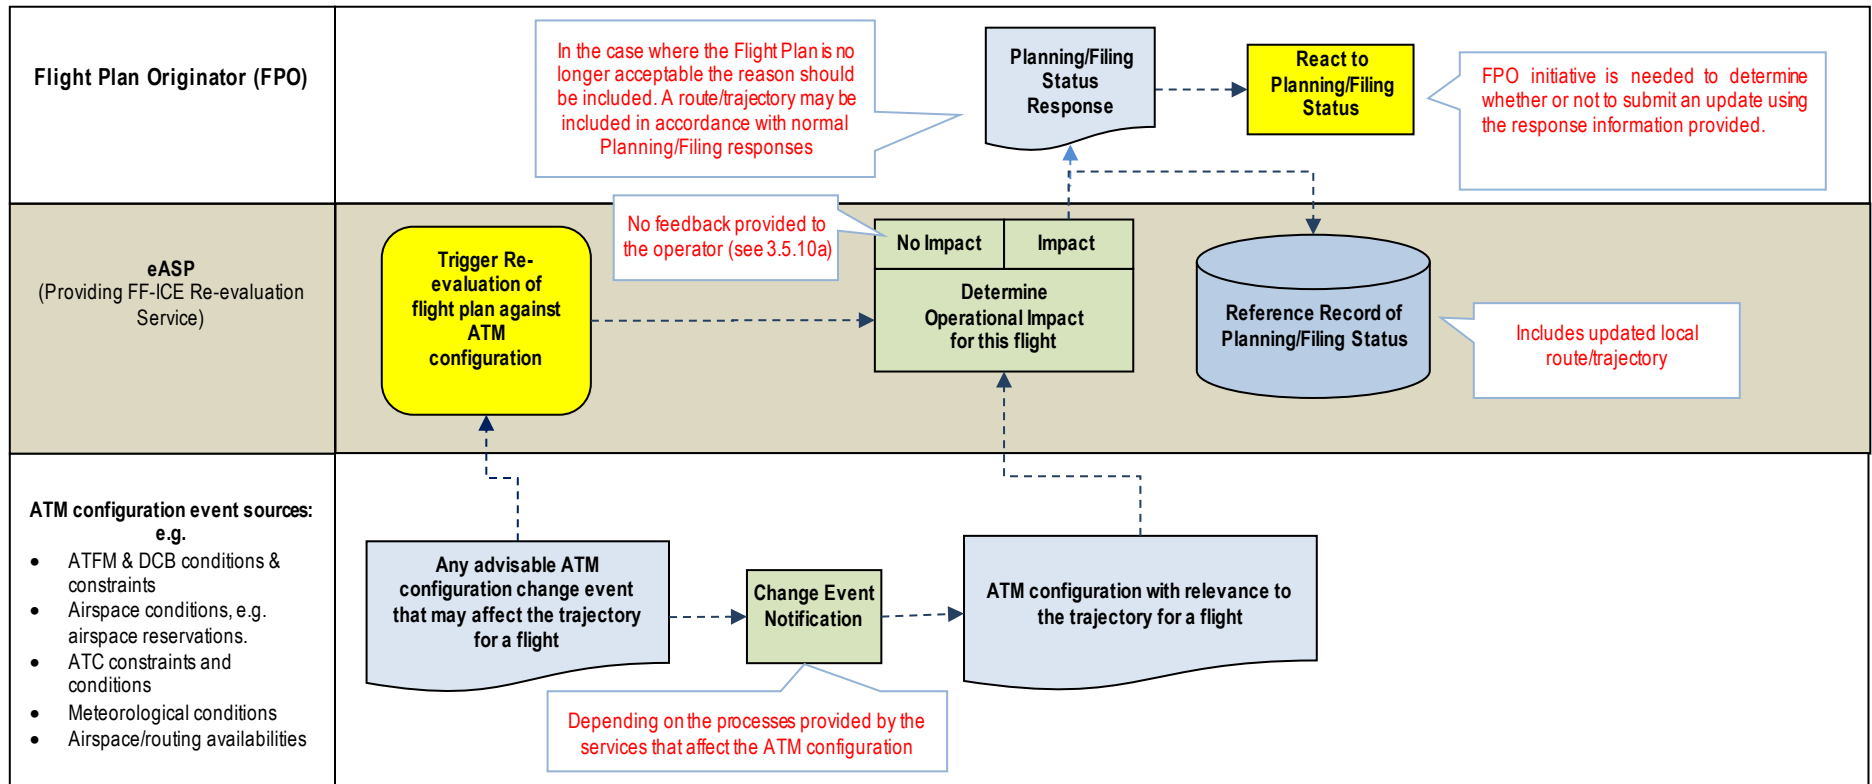 Flight Plan Originator (FPO)
In the case where the Flight Plan is no
longer acceptable the reason should
be included. A route/trajectory may be
included in accordance with normal
Planning/Filing responses
Planning/Filing
Status
Response
React to
Planning/Filing
Status
FPO initiative is needed to determine
whether or not to submit an update using
the response information provided.
eASP
(Providing FF-ICE Re-evaluation
Service)
Trigger Re-
evaluation of
flight plan against
ATM
configuration
No feedback provided to
the operator (see 3.5.10a)
No Impact
Impact
Determine
Operational Impact
for this flight
Reference Record of
Planning/Filing Status
Includes updated local
route/trajectory
ATM configuration event sources:
e.g.
• ATFM & DCB conditions &
constraints
• Airspace conditions, e.g.
airspace reservations.
• ATC constraints and
conditions
• Meteorological conditions
• Airspace/routing availabilities
Any advisable ATM
configuration change event
that may affect the trajectory
for a flight
Change Event
Notification
ATM configuration with relevance to
the trajectory for a flight
Depending on the processes provided by the
services that affect the ATM configuration